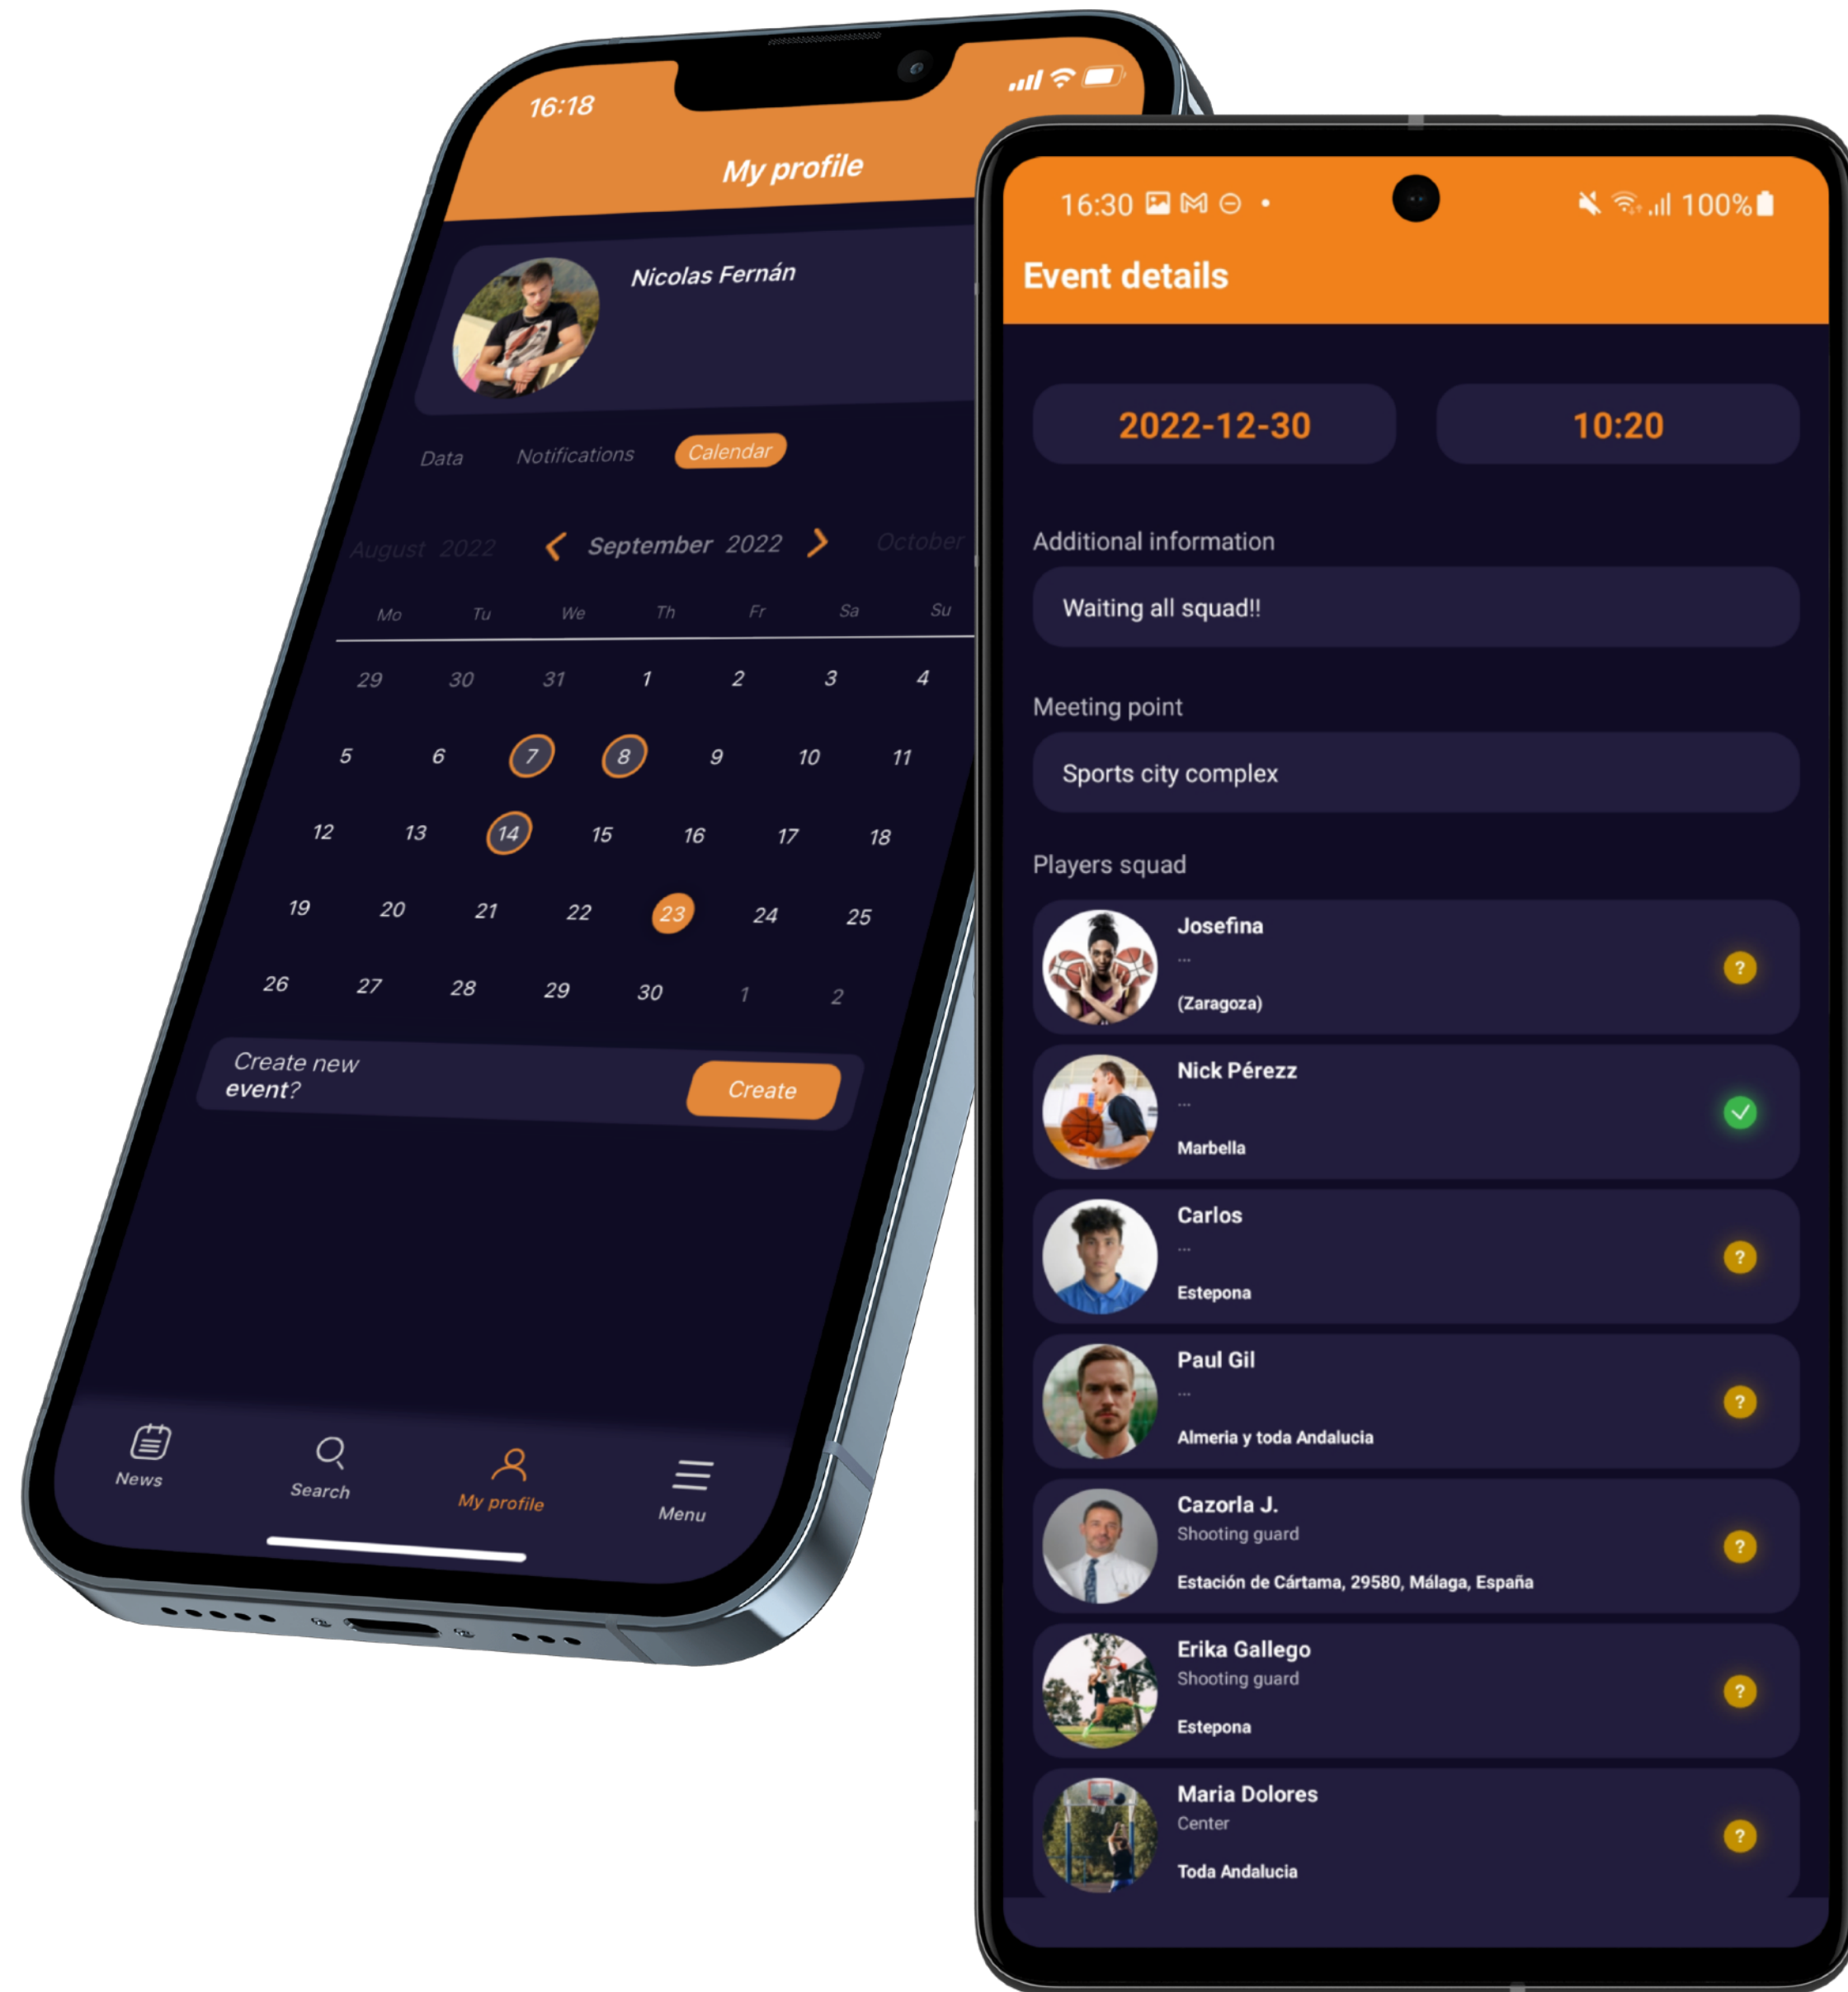 16:18
My profile
Nicolas Fernán
Data Notifications Calendar
August 2022 September 2022 October
Mo Tu We Th Fr Sa Su
29 30 31 1 2 3 4
5 6 7 8 9 10 11
12 13 14 15 16 17 18
19 20 21 22 23 24 25
26 27 28 29 30 1 2
Create new
event?
Create
News Search My profile Menu
16:30 100%
Event details
2022-12-30 10:20
Additional information
Waiting all squad!!
Meeting point
Sports city complex
Players squad
Josefina
...
(Zaragoza)
?
Nick Pérezz
...
Marbella
Carlos
...
Estepona
?
Paul Gil
...
Almeria y toda Andalucia
?
Cazorla J.
Shooting guard
Estación de Cártama, 29580, Málaga, España
?
Erika Gallego
Shooting guard
Estepona
?
Maria Dolores
Center
Toda Andalucia
?